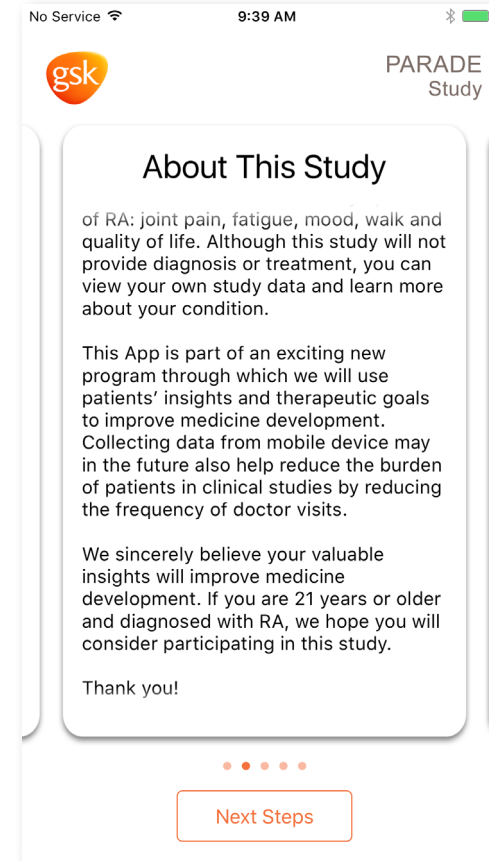 No Service
9:39 AM
gsk
PARADE
Study
About This Study
of RA: joint pain, fatigue, mood, walk and
quality of life. Although this study will not
provide diagnosis or treatment, you can
view your own study data and learn more
about your condition.
This App is part of an exciting new
program through which we will use
patients’ insights and therapeutic goals
to improve medicine development.
Collecting data from mobile device may
in the future also help reduce the burden
of patients in clinical studies by reducing
the frequency of doctor visits.
We sincerely believe your valuable
insights will improve medicine
development. If you are 21 years or older
and diagnosed with RA, we hope you will
consider participating in this study.
Thank you!
Next Steps